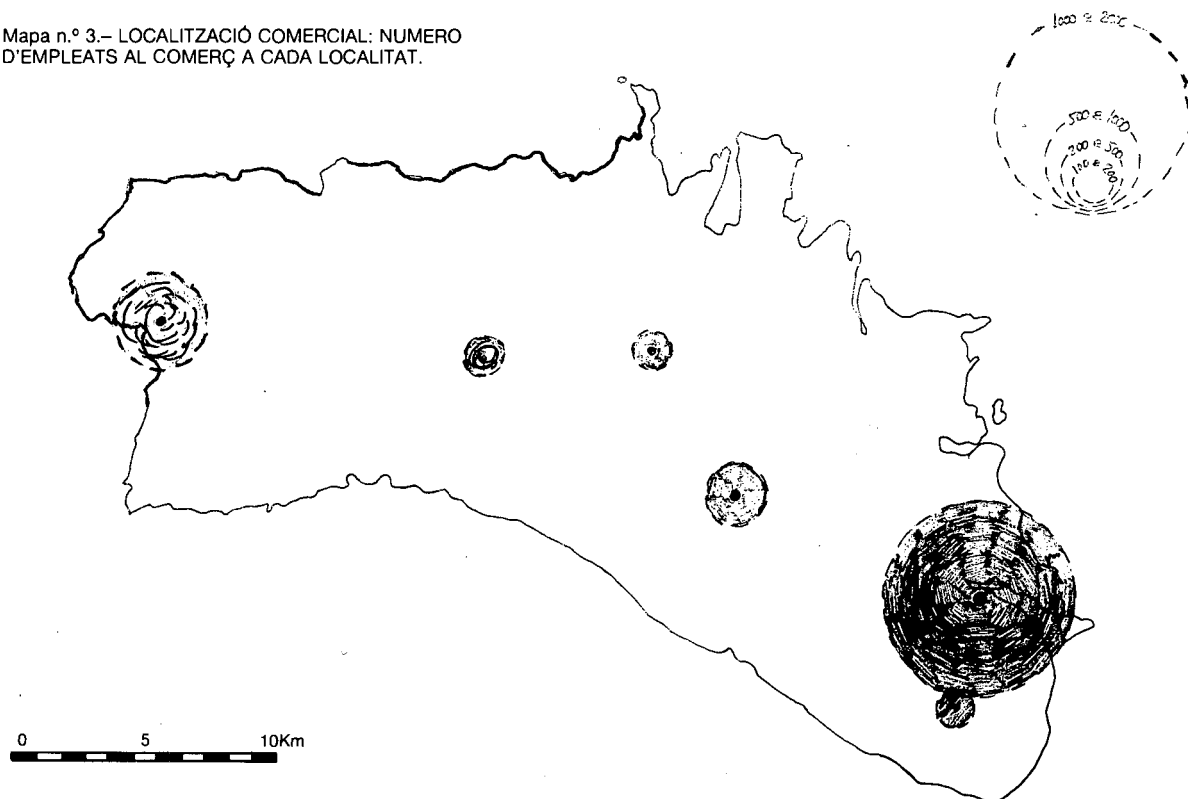 Mapa n.º 3.– LOCALITZACIÓ COMERCIAL: NUMERO
D'EMPLEATS AL COMERÇ A CADA LOCALITAT.
1000 a 2000
500 a 1000
200 a 500
100 a 200
0 5 10Km